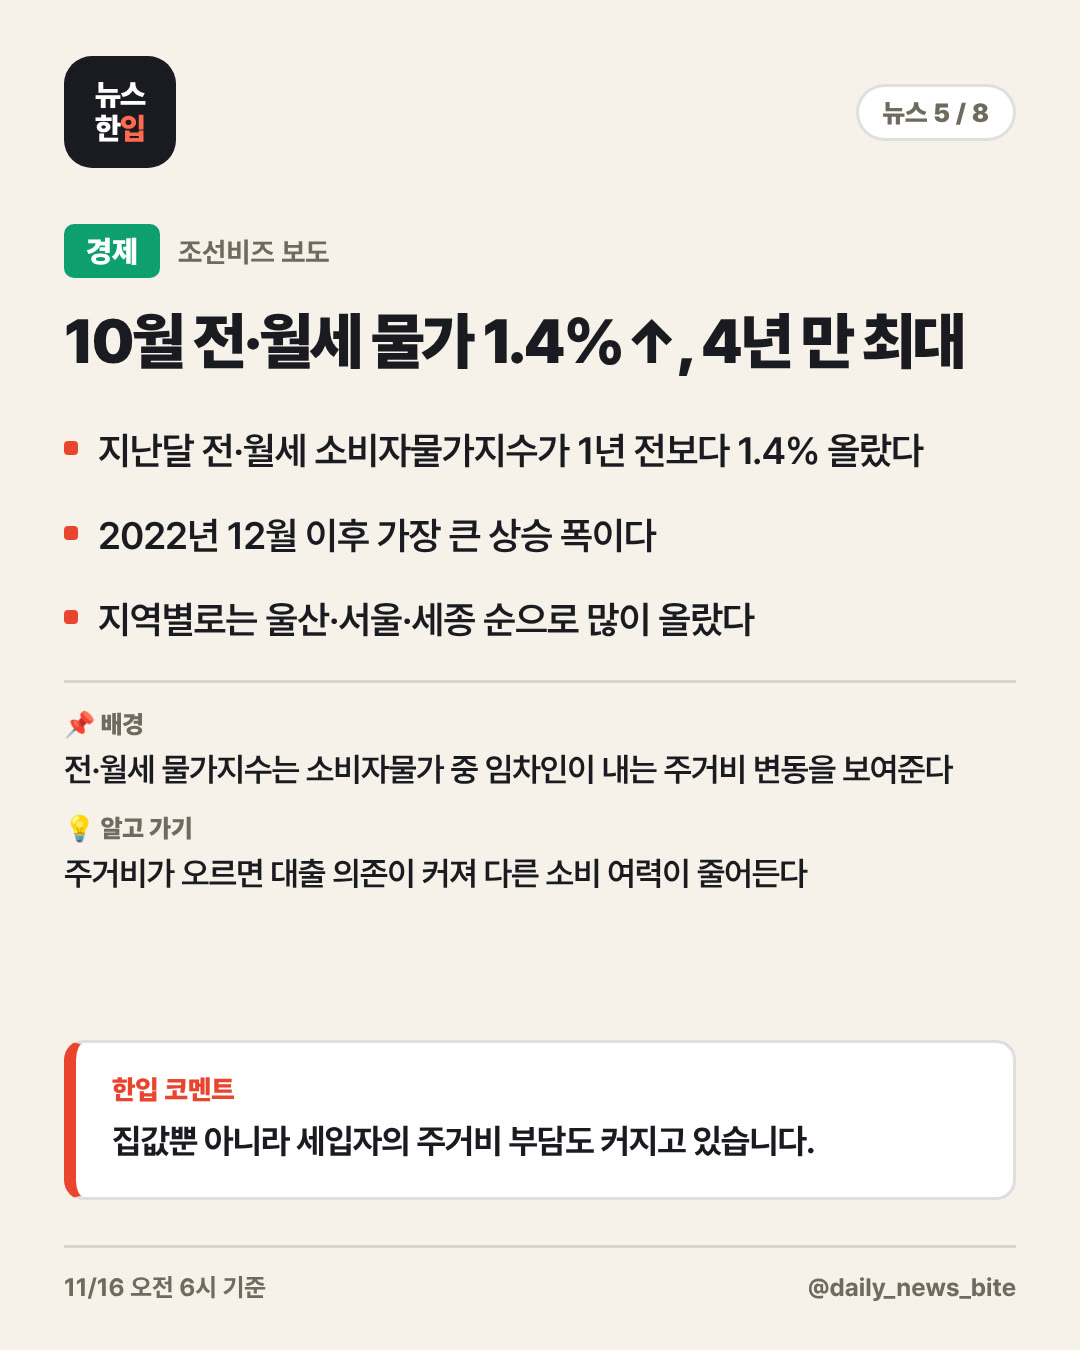 뉴스
한입
뉴스 5 / 8
경제 조선비즈 보도
10월 전·월세 물가 1.4%↑, 4년 만 최대
지난달 전·월세 소비자물가지수가 1년 전보다 1.4% 올랐다
2022년 12월 이후 가장 큰 상승 폭이다
지역별로는 울산·서울·세종 순으로 많이 올랐다
📌 배경
전·월세 물가지수는 소비자물가 중 임차인이 내는 주거비 변동을 보여준다
💡 알고 가기
주거비가 오르면 대출 의존이 커져 다른 소비 여력이 줄어든다
한입 코멘트
집값뿐 아니라 세입자의 주거비 부담도 커지고 있습니다.
11/16 오전 6시 기준
@daily_news_bite